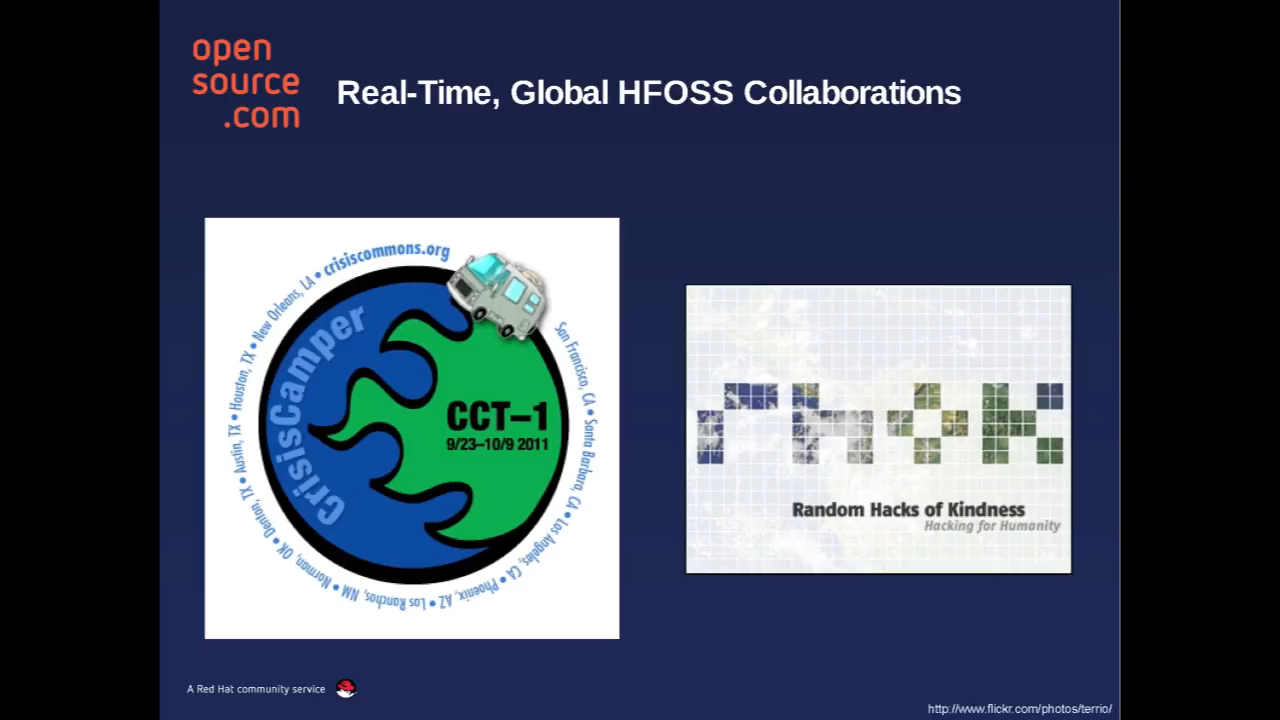 open
source
.com
Real-Time, Global HFOSS Collaborations
San Francisco, CA • Santa Barbara, CA • Los Angeles, CA • Phoenix, AZ • Los Ranchos, NM • Norman, OK • Denton, TX • Austin, TX • Houston, TX • New Orleans, LA • crisiscommons.org
CrisisCamper
CCT–1
9/23–10/9 2011
rhok
Random Hacks of Kindness
Hacking for Humanity
A Red Hat community service
http://www.flickr.com/photos/terrio/